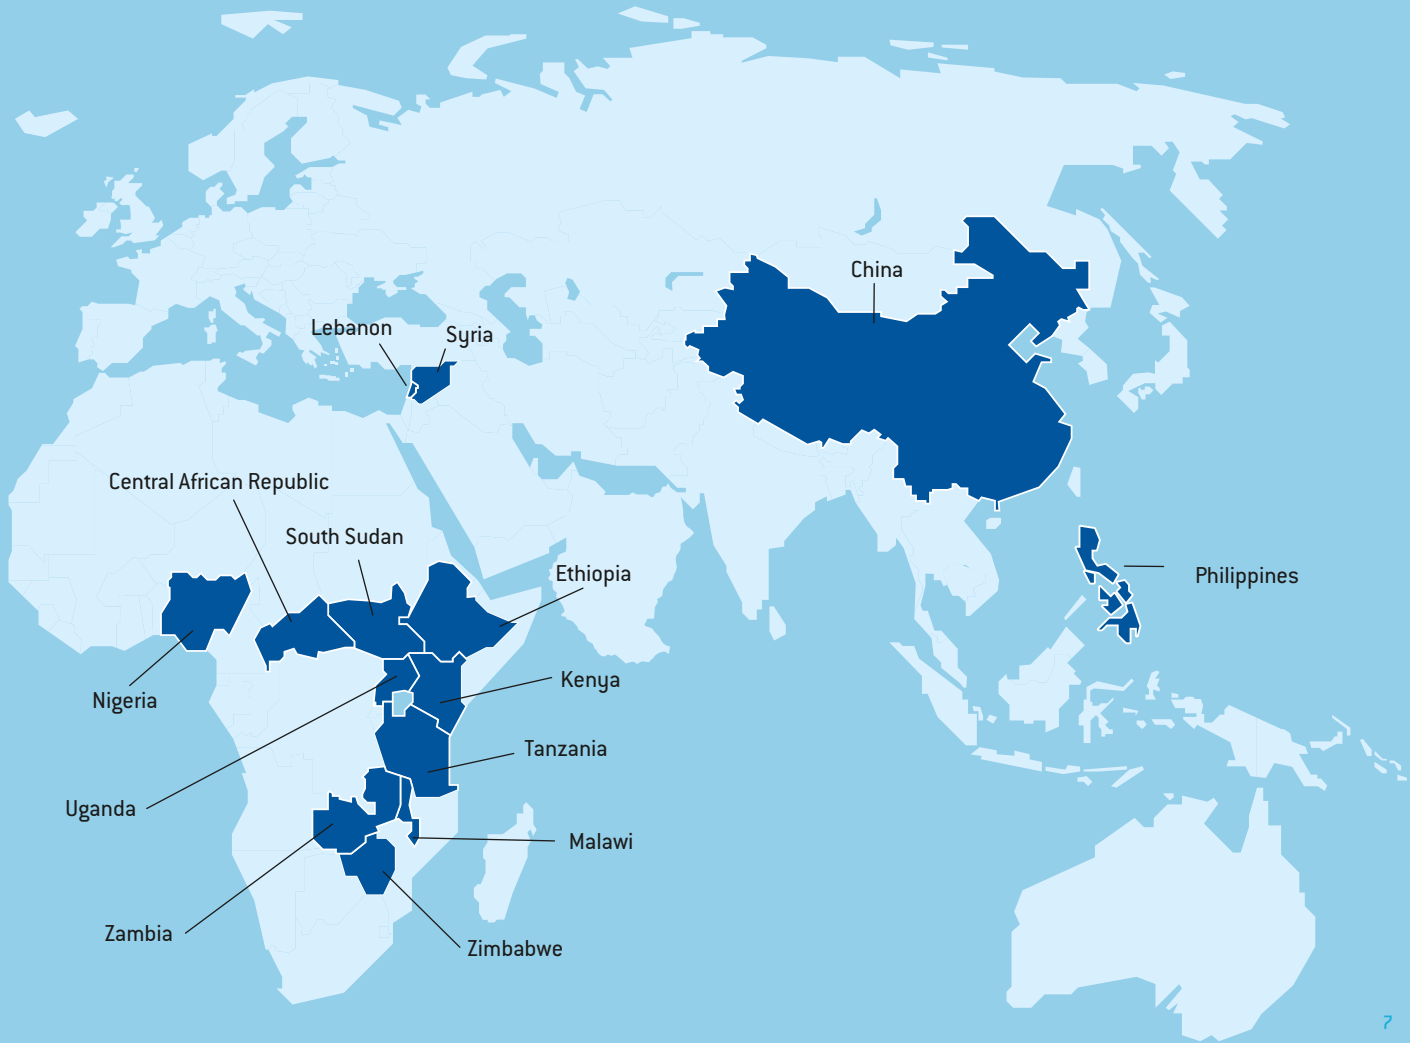 China
Lebanon
Syria
Central African Republic
South Sudan
Ethiopia
Philippines
Nigeria
Kenya
Tanzania
Uganda
Malawi
Zambia
Zimbabwe
7